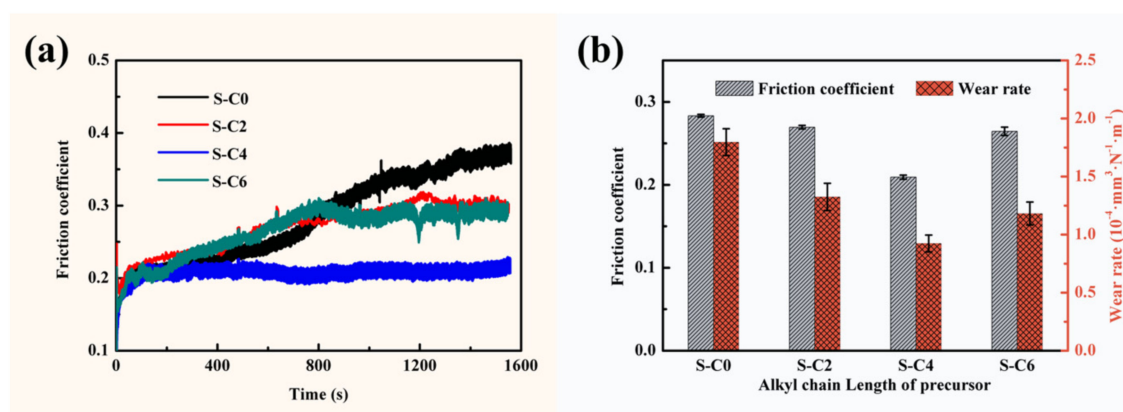 (a)
Friction coefficient
0.5
0.4
0.3
0.2
0.1
S-C0
S-C2
S-C4
S-C6
0 400 800 1200 1600
Time (s)
(b)
Friction coefficient
0.3
0.2
0.1
0.0
Friction coefficient Wear rate
2.5
2.0
1.5
1.0
0.5
0.0
Wear rate (10⁻⁴·mm³·N⁻¹·m⁻¹)
S-C0 S-C2 S-C4 S-C6
Alkyl chain Length of precursor